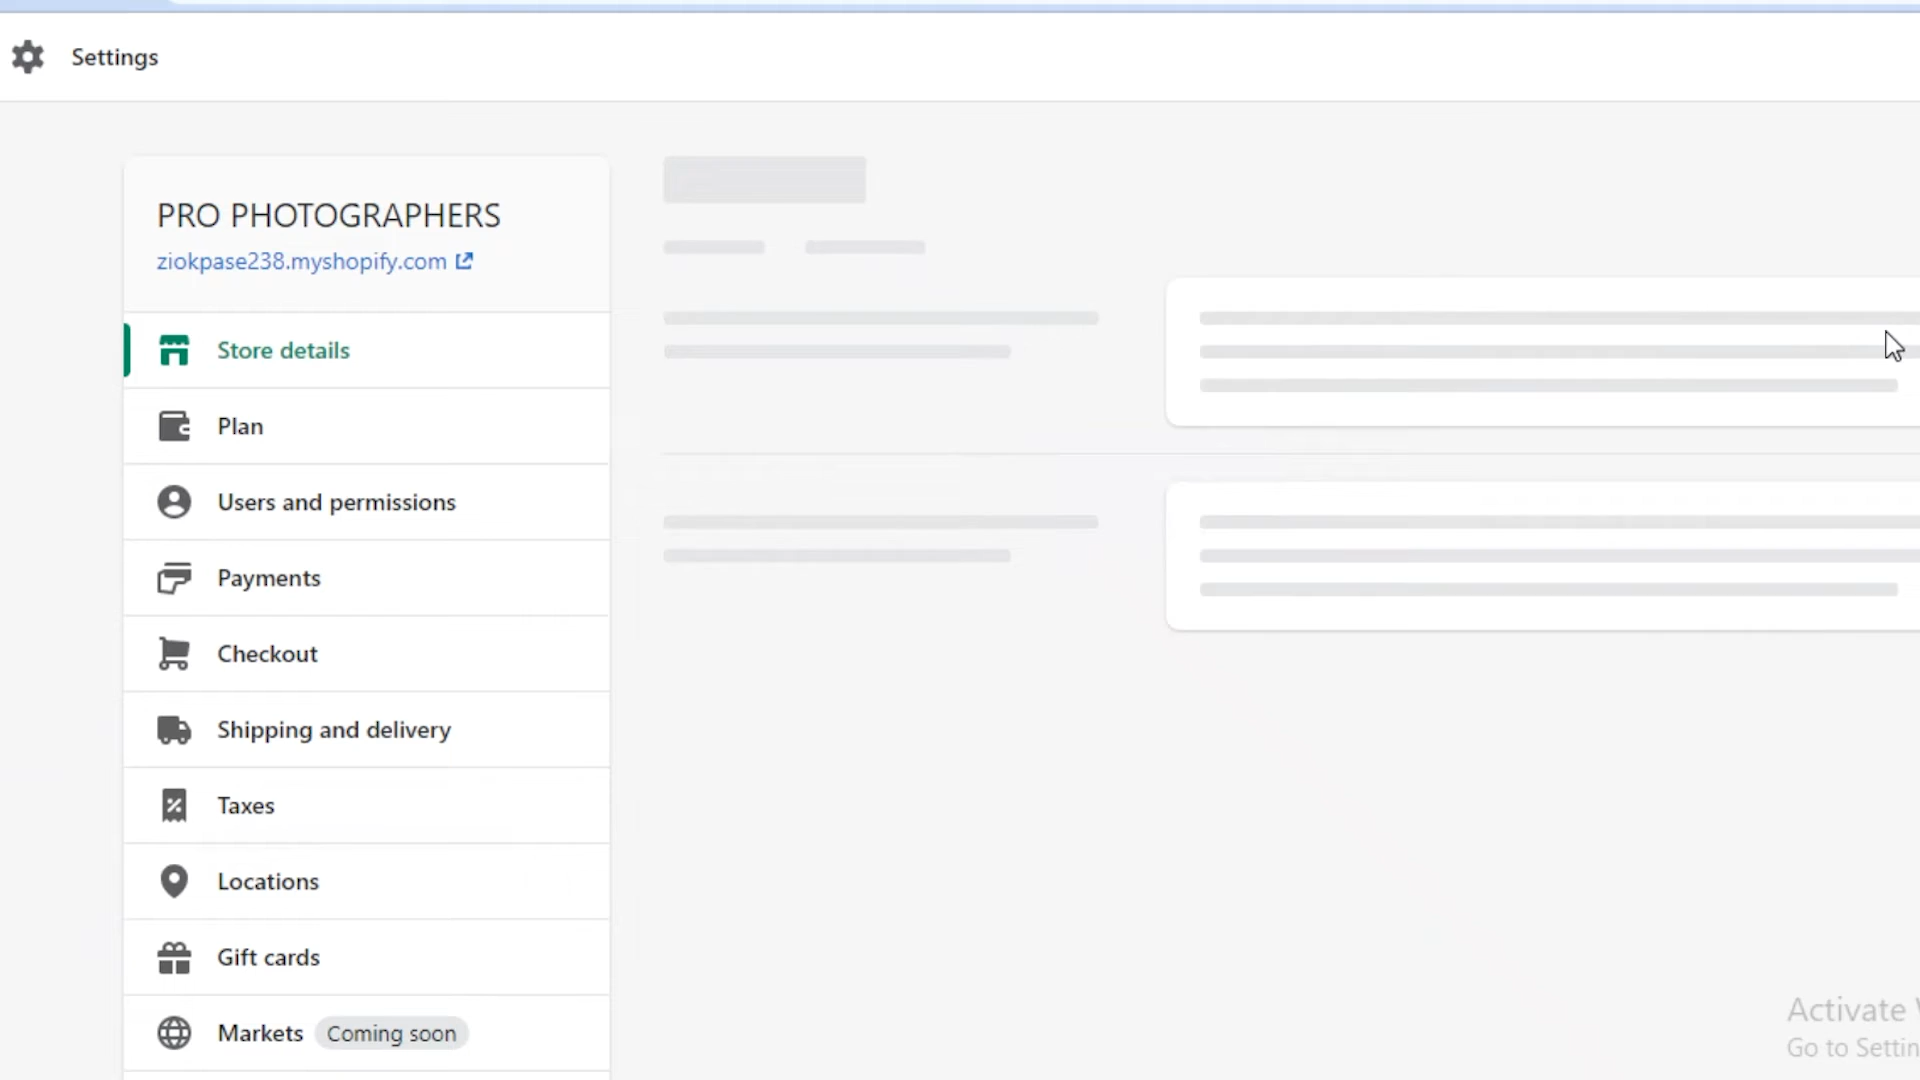 Settings
PRO PHOTOGRAPHERS
ziokpase238.myshopify.com
Store details
Plan
Users and permissions
Payments
Checkout
Shipping and delivery
Taxes
Locations
Gift cards
Markets Coming soon
Activate
Go to Settin